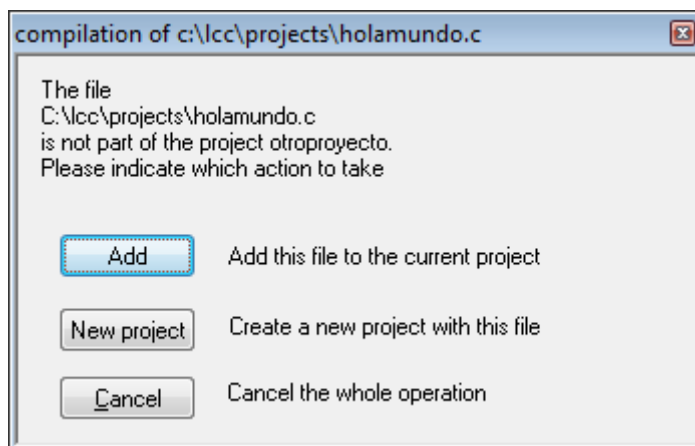 compilation of c:\lcc\projects\holamundo.c
The file
C:\lcc\projects\holamundo.c
is not part of the project otroproyecto.
Please indicate which action to take
Add Add this file to the current project
New project Create a new project with this file
Cancel Cancel the whole operation